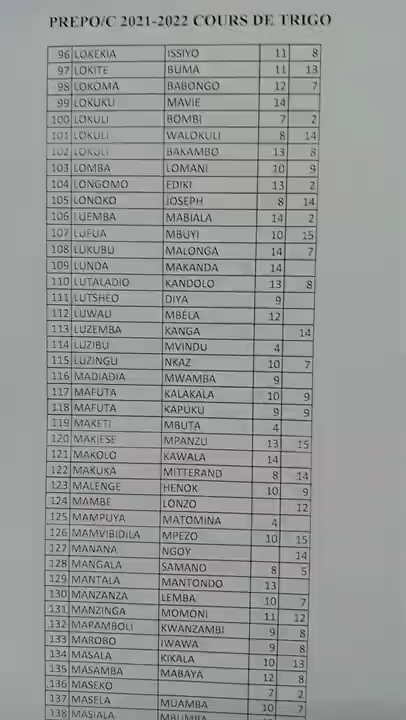 PREPO/C 2021-2022 COURS DE TRIGO
96 LOKEKIA ISSIYO 11 8
97 LOKITE BUMA 11 13
98 LOKOMA BABONGO 12 7
99 LOKUKU MAVIE 14
100 LOKULI BOMBI 7 2
101 LOKULI WALOKULI 8 14
102 LOKULI BAKAMBO 13 8
103 LOMBA LOMANI 10 9
104 LONGOMO EDIKI 13 2
105 LONOKO JOSEPH 8 14
106 LUEMBA MABIALA 14 2
107 LUFUA MBUYI 10 15
108 LUKUBU MALONGA 14 7
109 LUNDA MAKANDA 14
110 LUTALADIO KANDOLO 13 8
111 LUTSHEO DIYA 9
112 LUWAU MBELA 12
113 LUZEMBA KANGA 14
114 LUZIBU MVINDU 4
115 LUZINGU NKAZ 10 7
116 MADIADIA MWAMBA 9
117 MAFUTA KALAKALA 10 9
118 MAFUTA KAPUKU 9 9
119 MAKETI MBUTA 4
120 MAKIESE MPANZU 13 15
121 MAKOLO KAWALA 14
122 MAKUKA MITTERAND 8 14
123 MALENGE HENOK 10 9
124 MAMBE LONZO 12
125 MAMPUYA MATOMINA 4
126 MAMVIBIDILA MPEZO 10 15
127 MANANA NGOY 14
128 MANGALA SAMANO 8 5
129 MANTALA MANTONDO 13
130 MANZANZA LEMBA 10 7
131 MANZINGA MOMONI 11 12
132 MAPAMBOLI KWANZAMBI 9 8
133 MAROBO IWAWA 9 8
134 MASALA KIKALA 10 13
135 MASAMBA MABAYA 12 8
136 MASEKO 7 2
137 MASELA MUAMBA 10 7
138 MASIALA MBUMBA